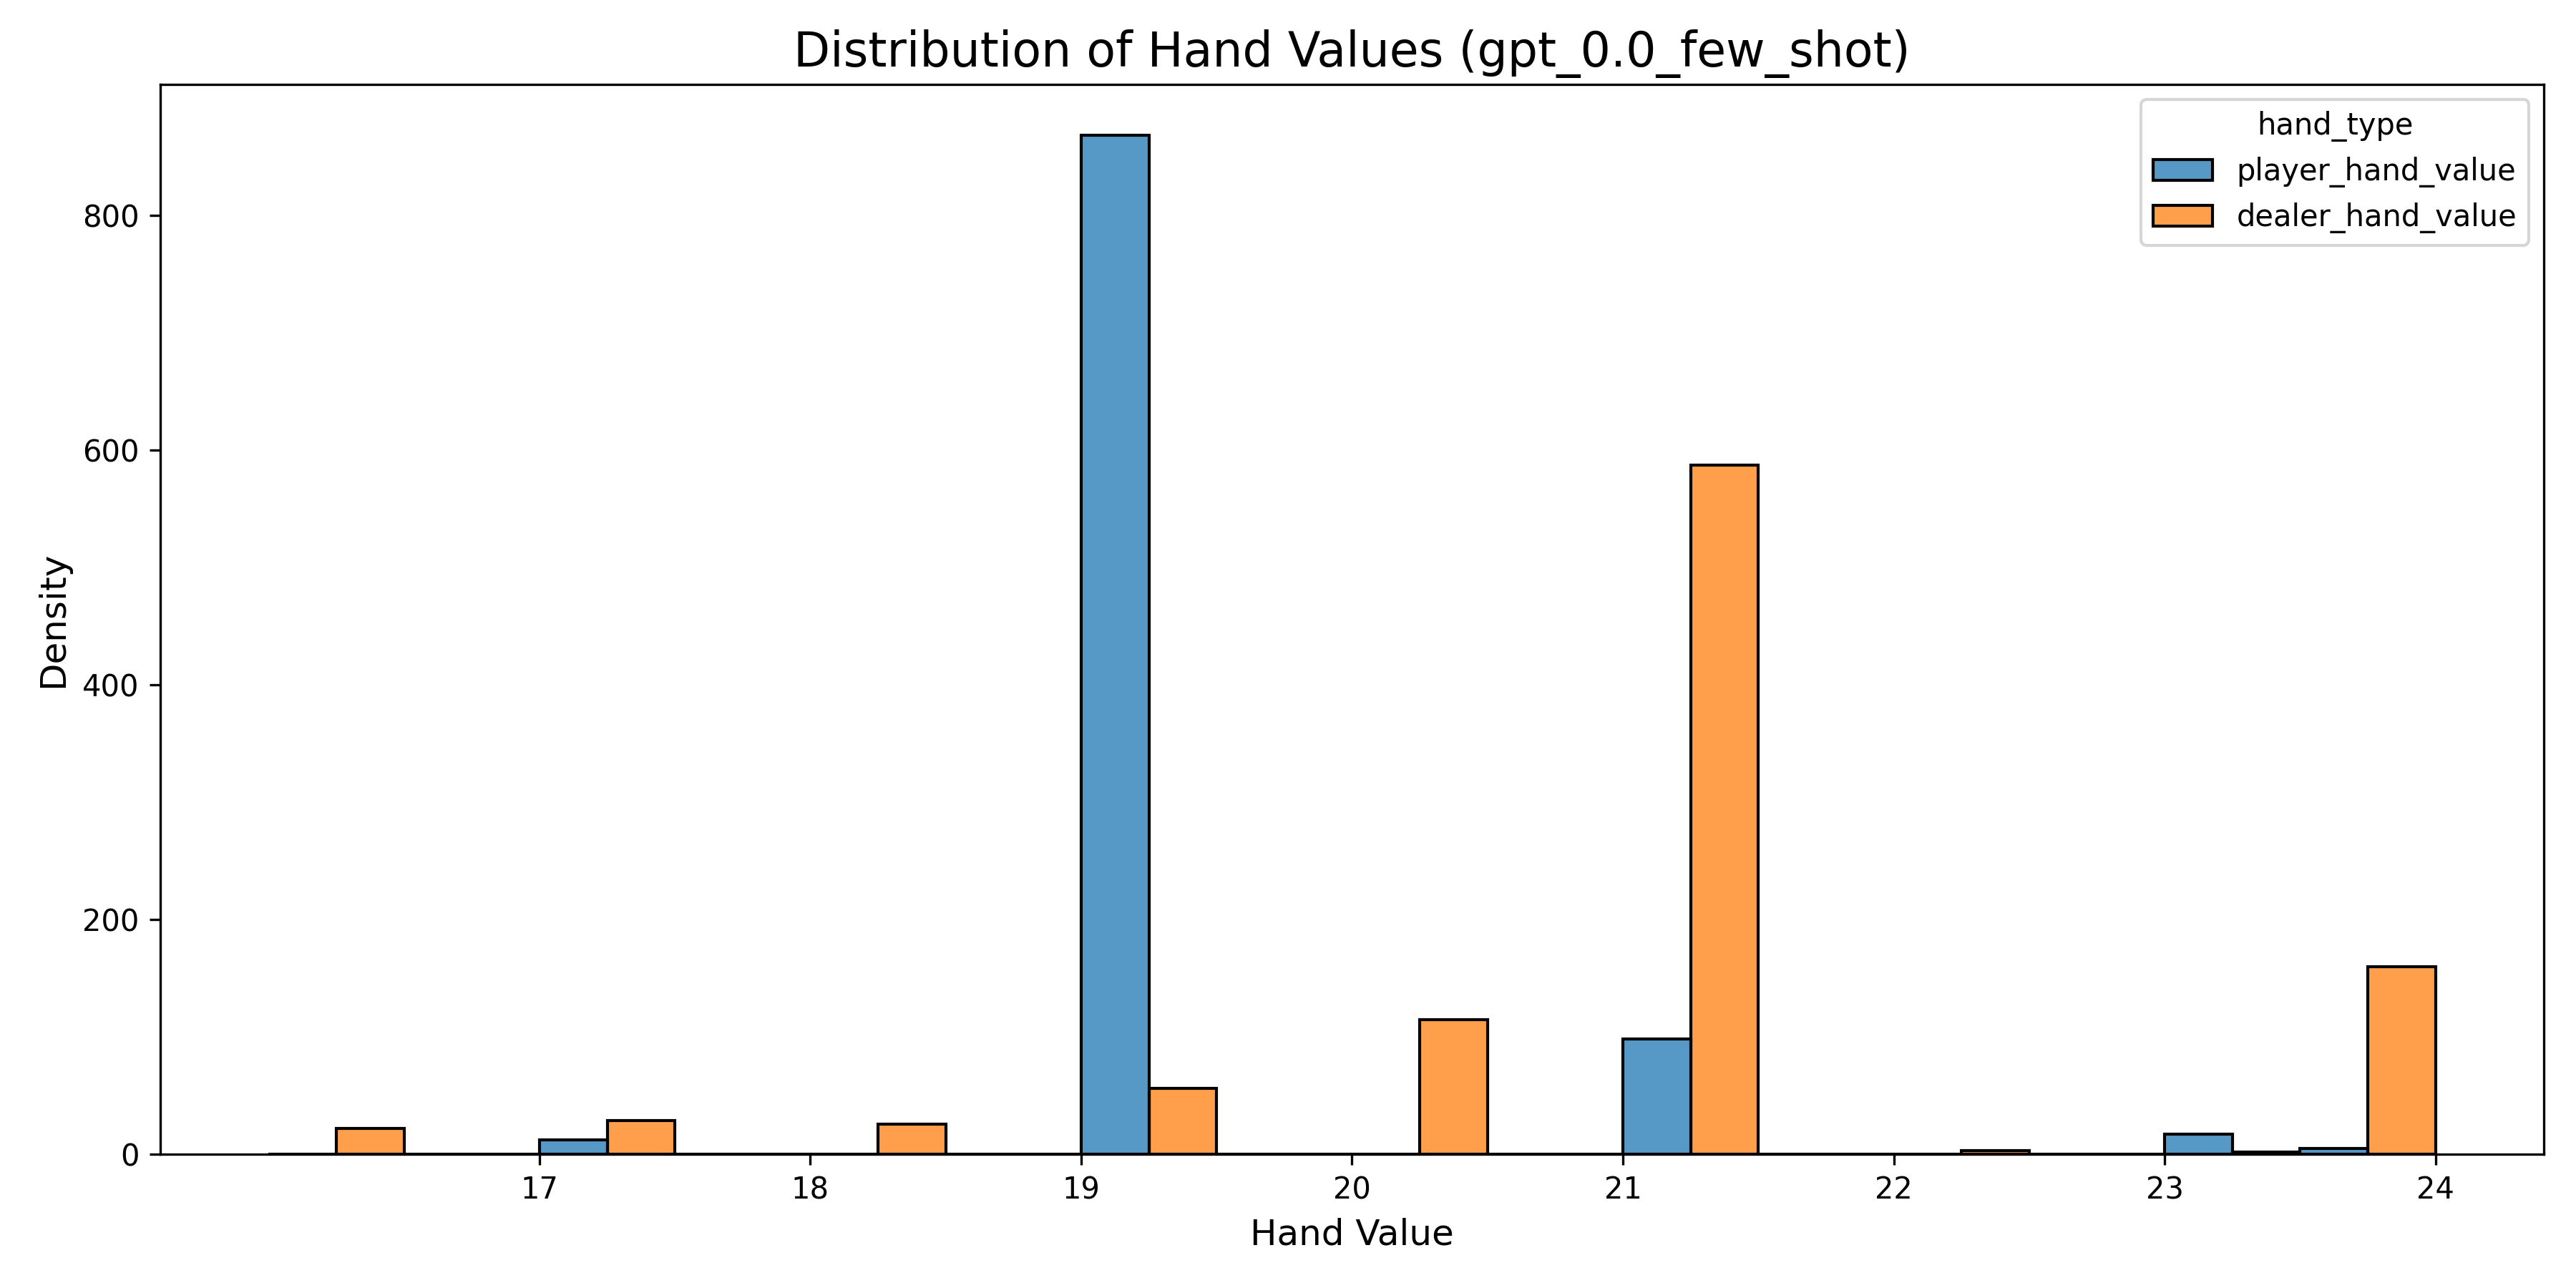 Distribution of Hand Values (gpt_0.0_few_shot)
hand_type
player_hand_value
dealer_hand_value
Density
800
600
400
200
0
17 18 19 20 21 22 23 24
Hand Value